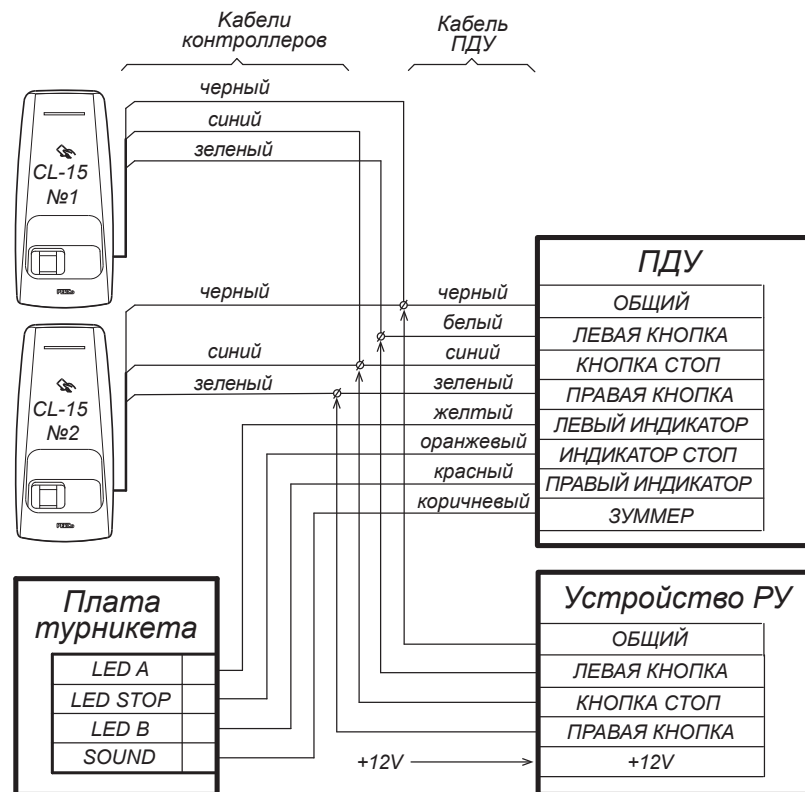 Кабели
контроллеров
Кабель
ПДУ
черный
синий
зеленый
CL-15
№1
черный
синий
зеленый
CL-15
№2
черный
белый
синий
зеленый
желтый
оранжевый
красный
коричневый
ПДУ
ОБЩИЙ
ЛЕВАЯ КНОПКА
КНОПКА СТОП
ПРАВАЯ КНОПКА
ЛЕВЫЙ ИНДИКАТОР
ИНДИКАТОР СТОП
ПРАВЫЙ ИНДИКАТОР
ЗУММЕР
Плата
турникета
LED A
LED STOP
LED B
SOUND
Устройство РУ
ОБЩИЙ
ЛЕВАЯ КНОПКА
КНОПКА СТОП
ПРАВАЯ КНОПКА
+12V
+12V